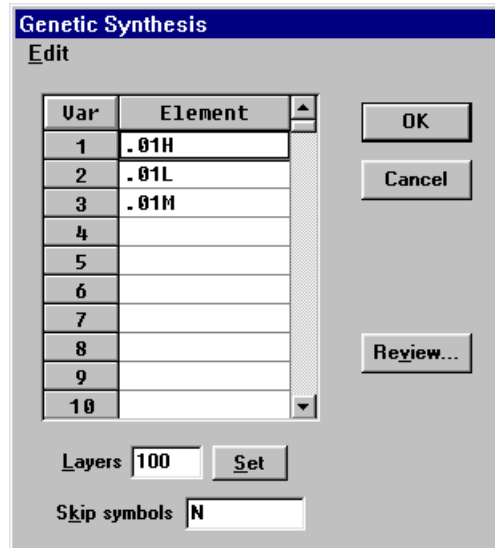 Genetic Synthesis
Edit
Var Element
1 .01H
2 .01L
3 .01M
4
5
6
7
8
9
10
OK
Cancel
Review...
Layers 100 Set
Skip symbols N